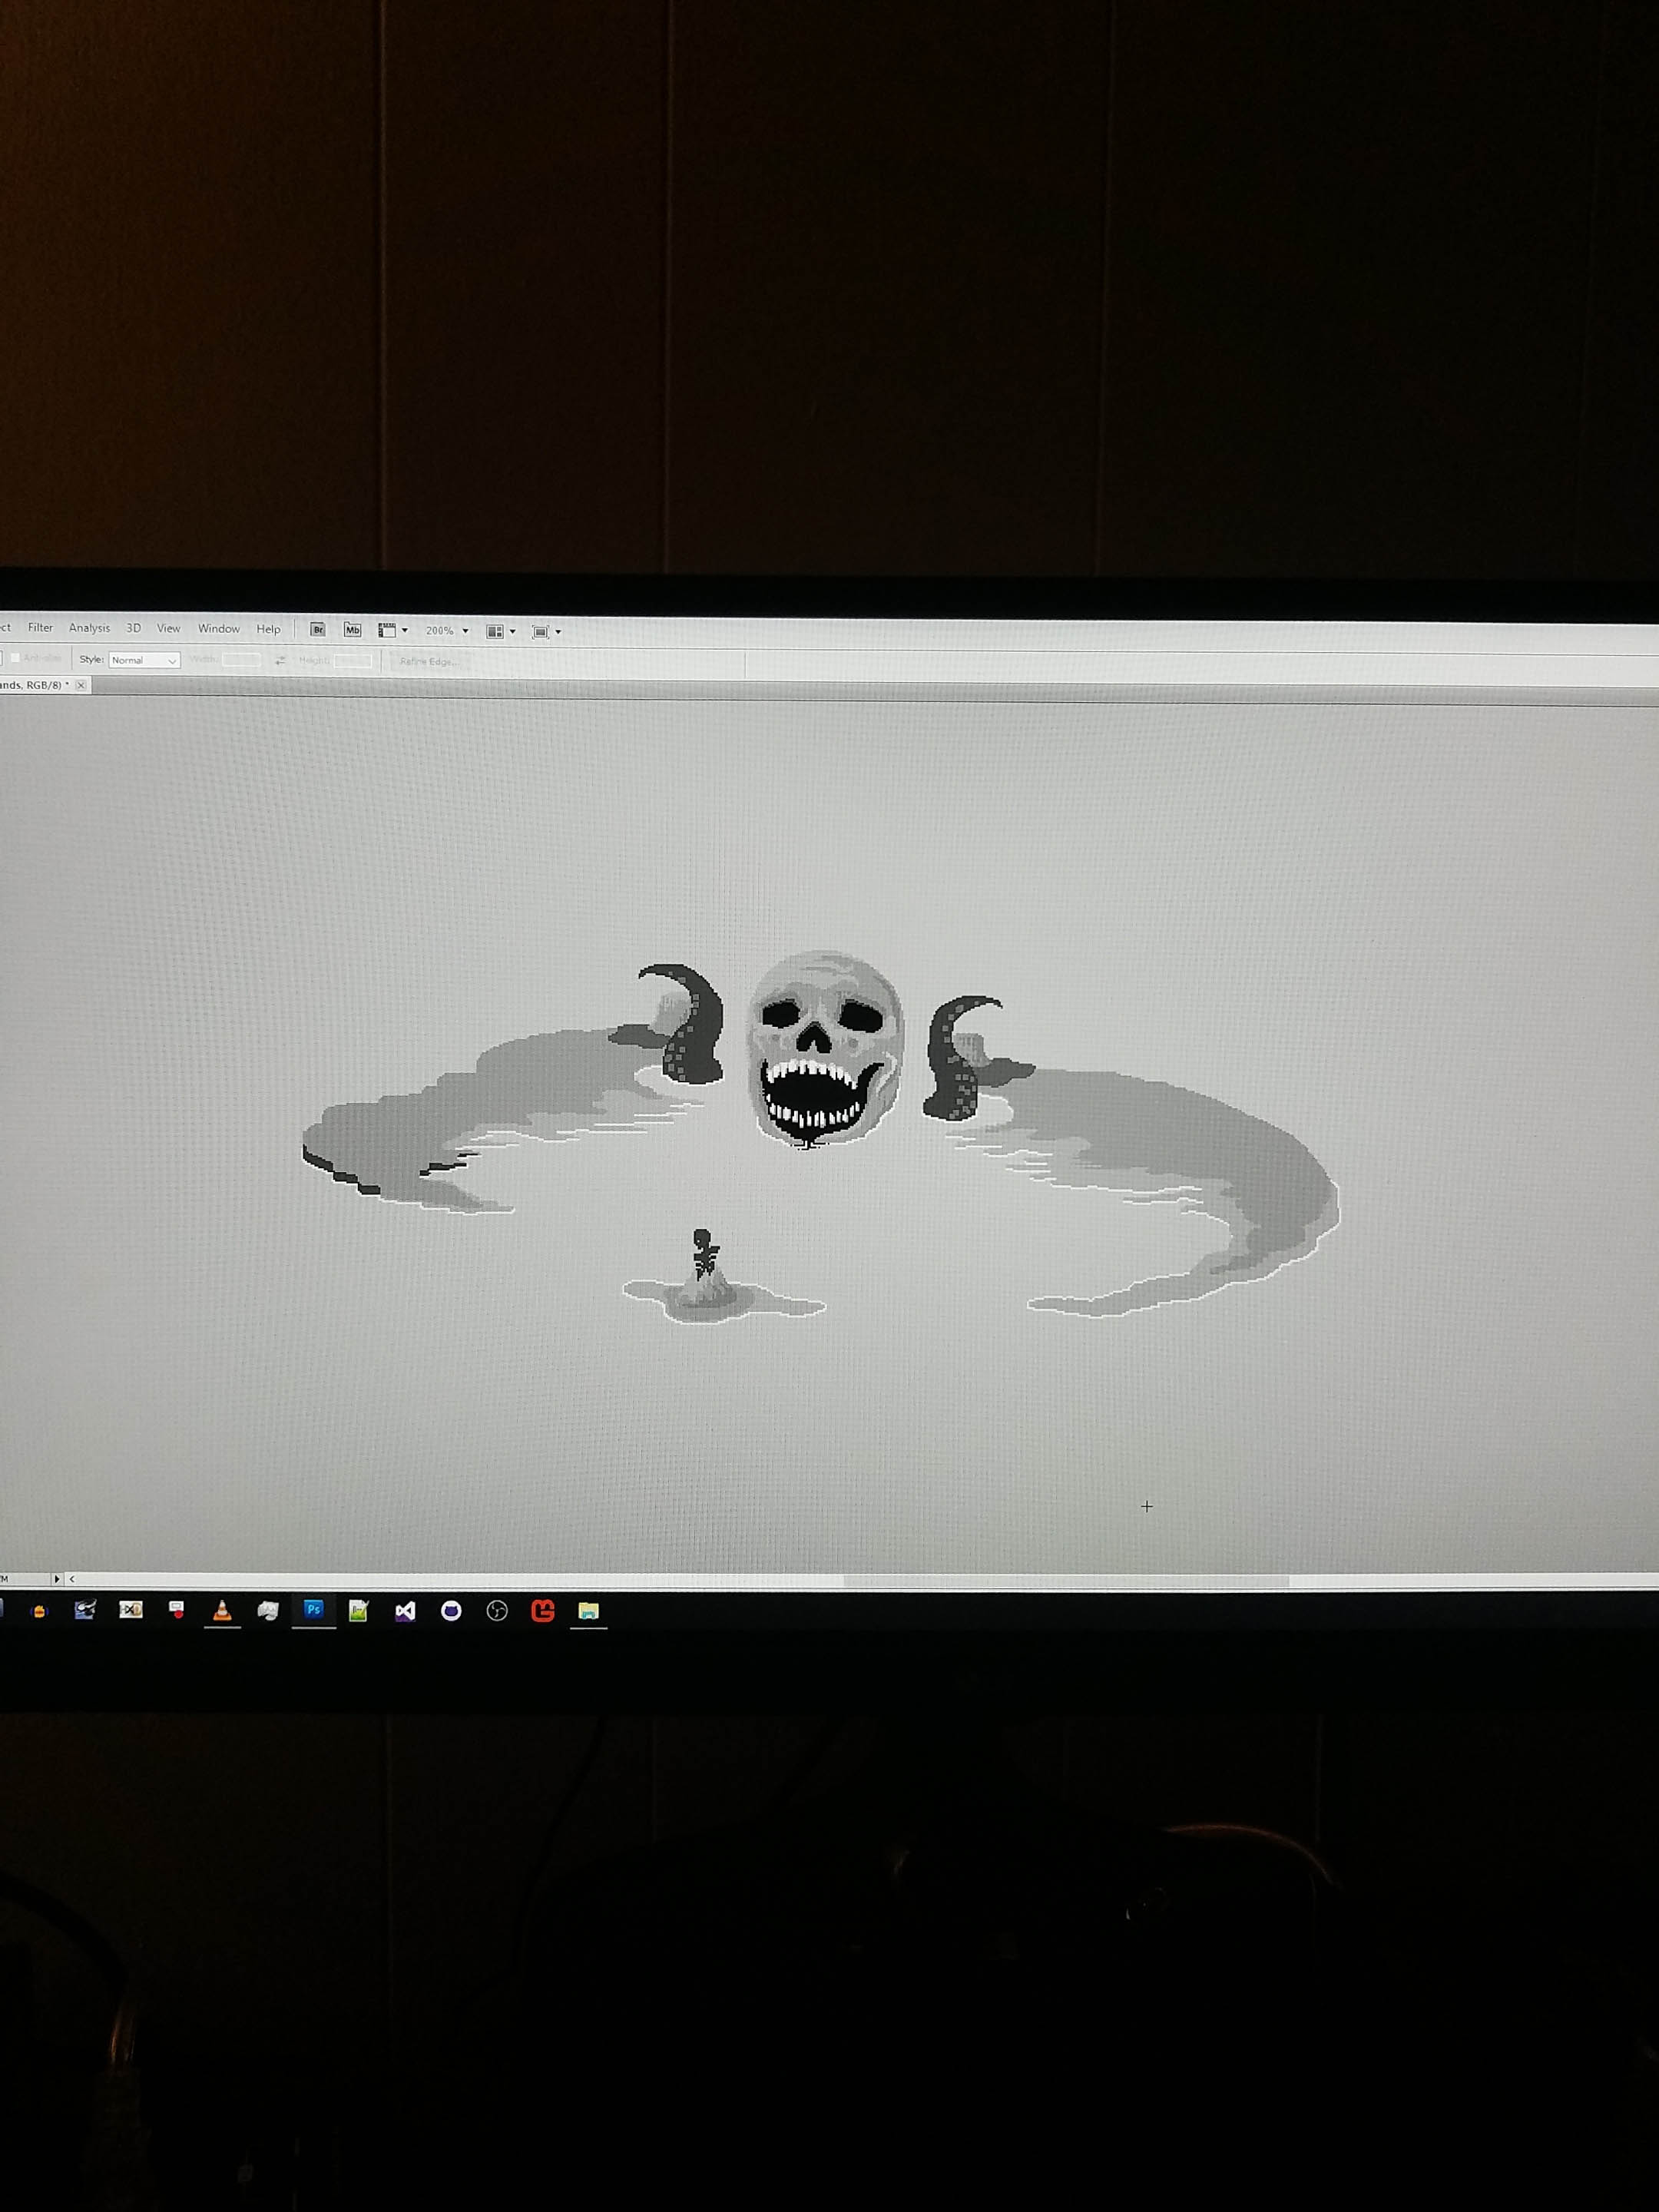 ct Filter Analysis 3D View Window Help Br Mb 200%
Anti-alias Style: Normal Width: Height: Refine Edge...
ands, RGB/8) *
Ps